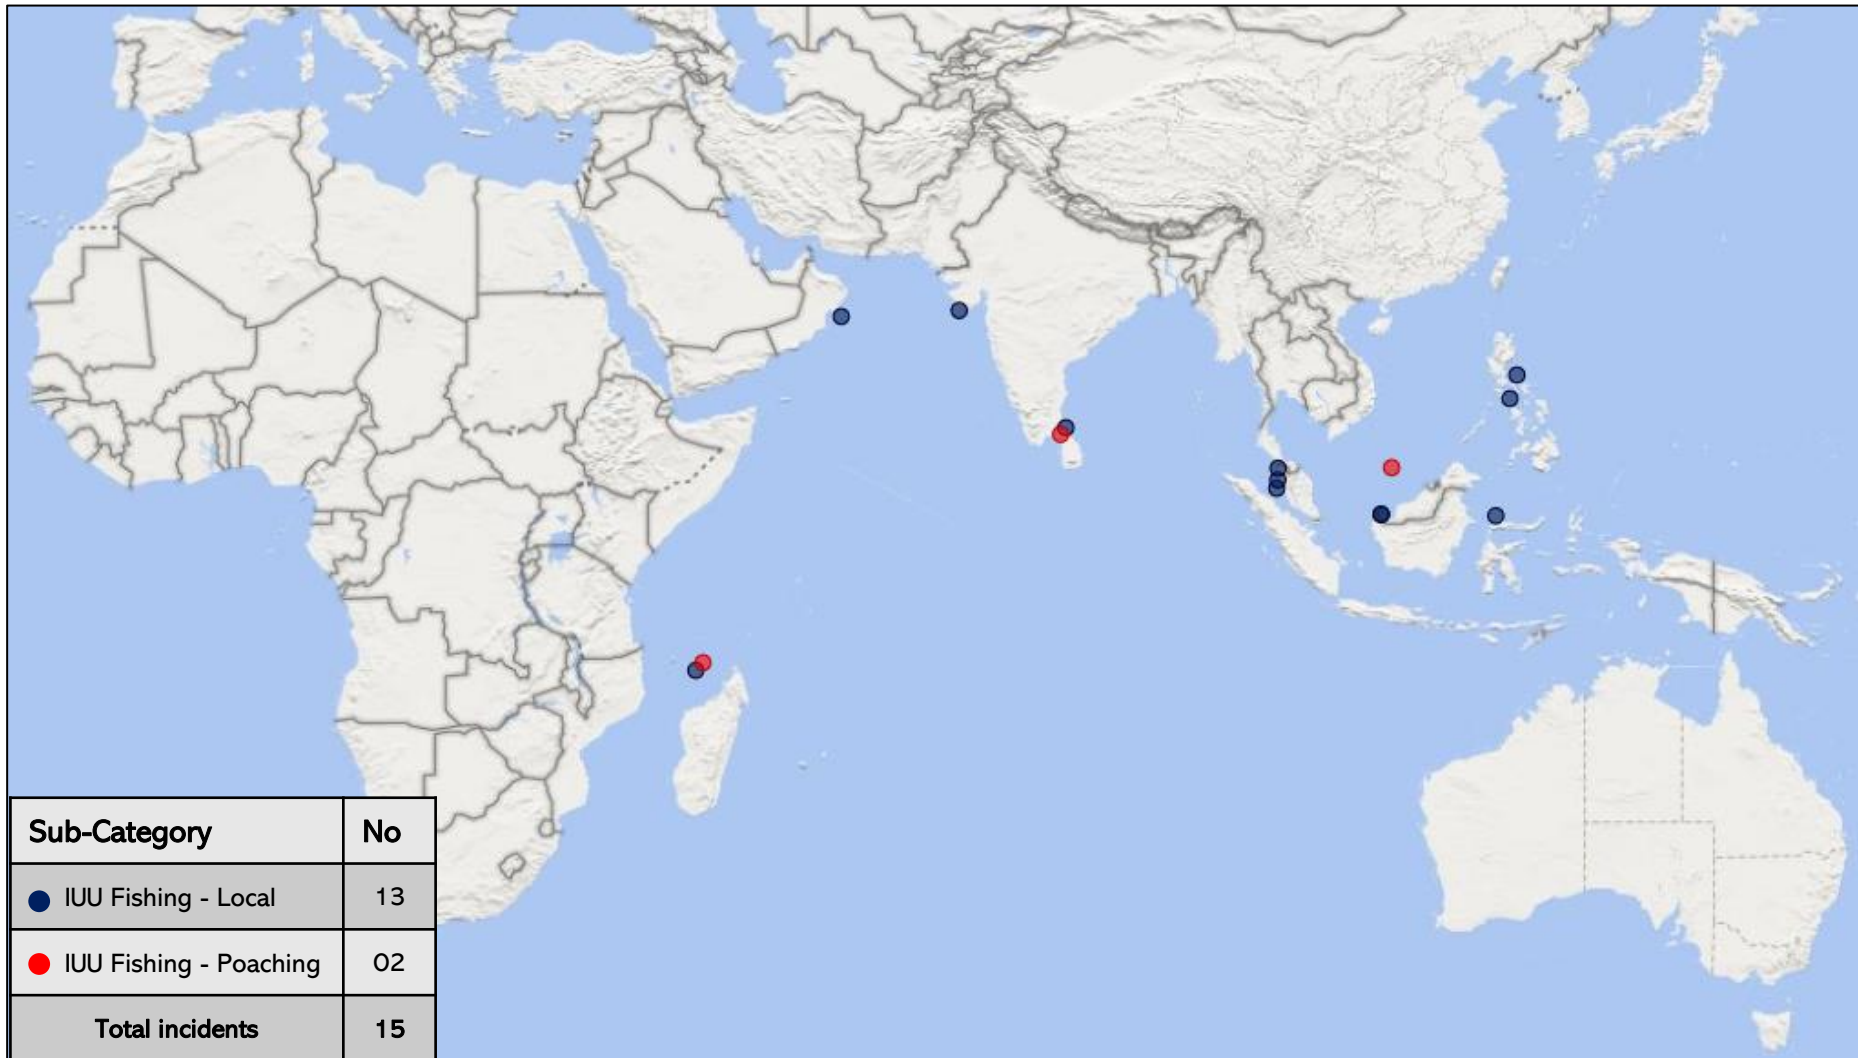 Sub-Category No
IUU Fishing - Local 13
IUU Fishing - Poaching 02
Total incidents 15